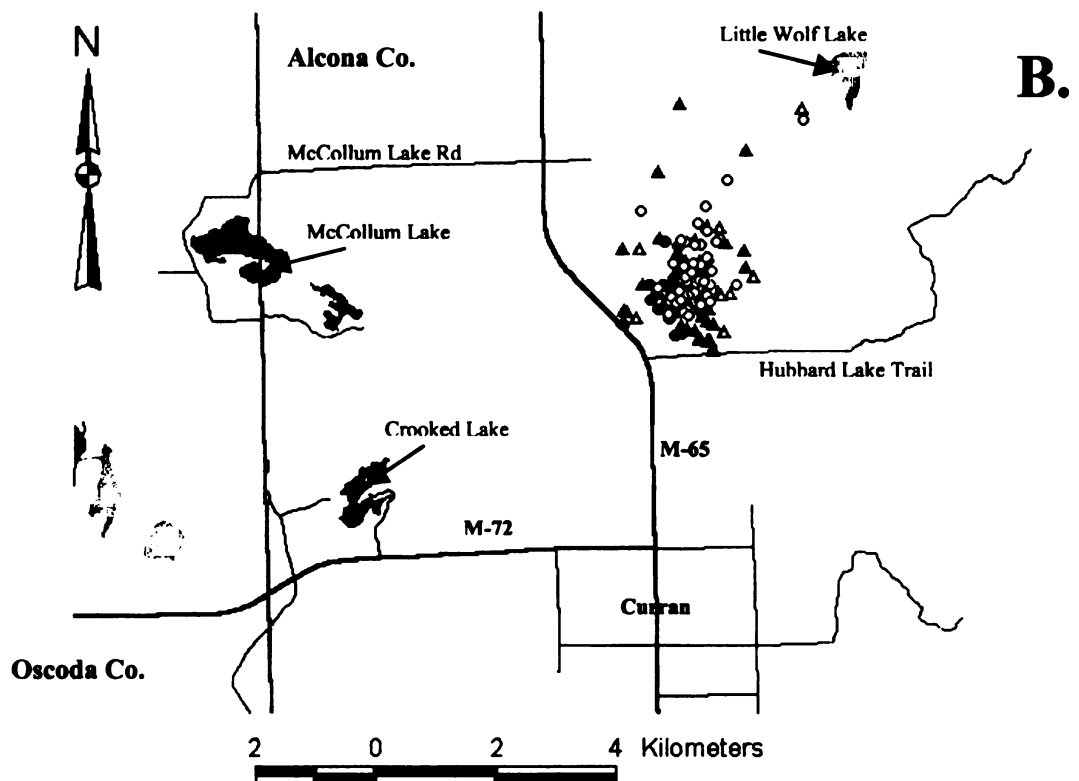 N
Little Wolf Lake
Alcona Co.
B.
McCollum Lake Rd
McCollum Lake
Hubbard Lake Trail
Crooked Lake
M-65
M-72
Curran
Oscoda Co.
2 0 2 4 Kilometers